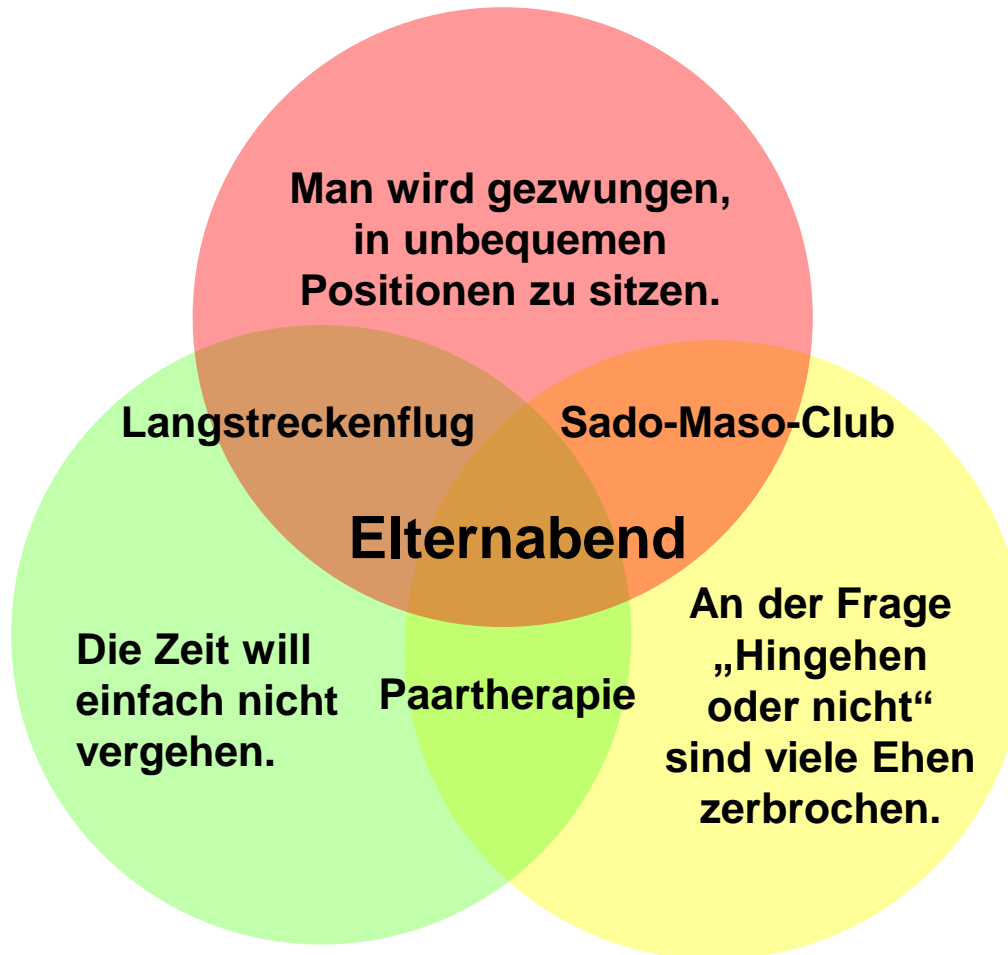 Man wird gezwungen,
in unbequemen
Positionen zu sitzen.
Langstreckenflug
Sado-Maso-Club
Elternabend
Die Zeit will
einfach nicht
vergehen.
Paartherapie
An der Frage
„Hingehen
oder nicht“
sind viele Ehen
zerbrochen.